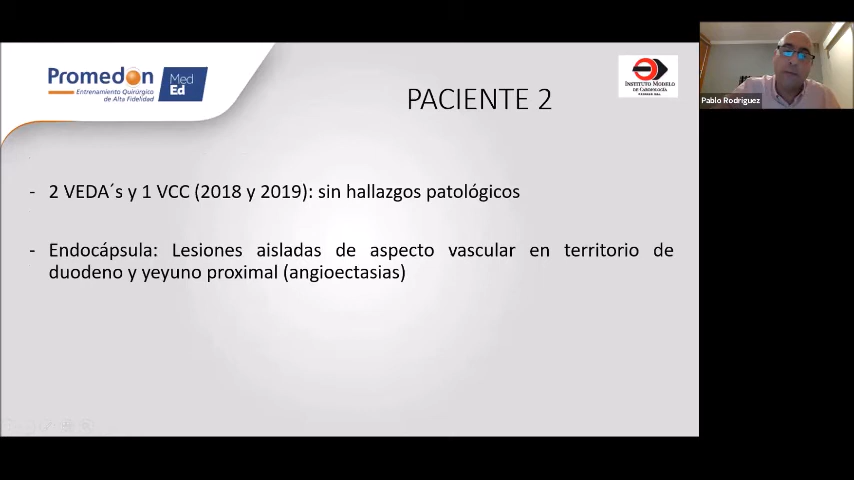 Promedon
Med
Ed
Entrenamiento Quirúrgico
de Alta Fidelidad
PACIENTE 2
INSTITUTO MODELO
DE CARDIOLOGÍA
Pablo Rodriguez
- 2 VEDA´s y 1 VCC (2018 y 2019): sin hallazgos patológicos
- Endocápsula: Lesiones aisladas de aspecto vascular en territorio de
duodeno y yeyuno proximal (angioectasias)